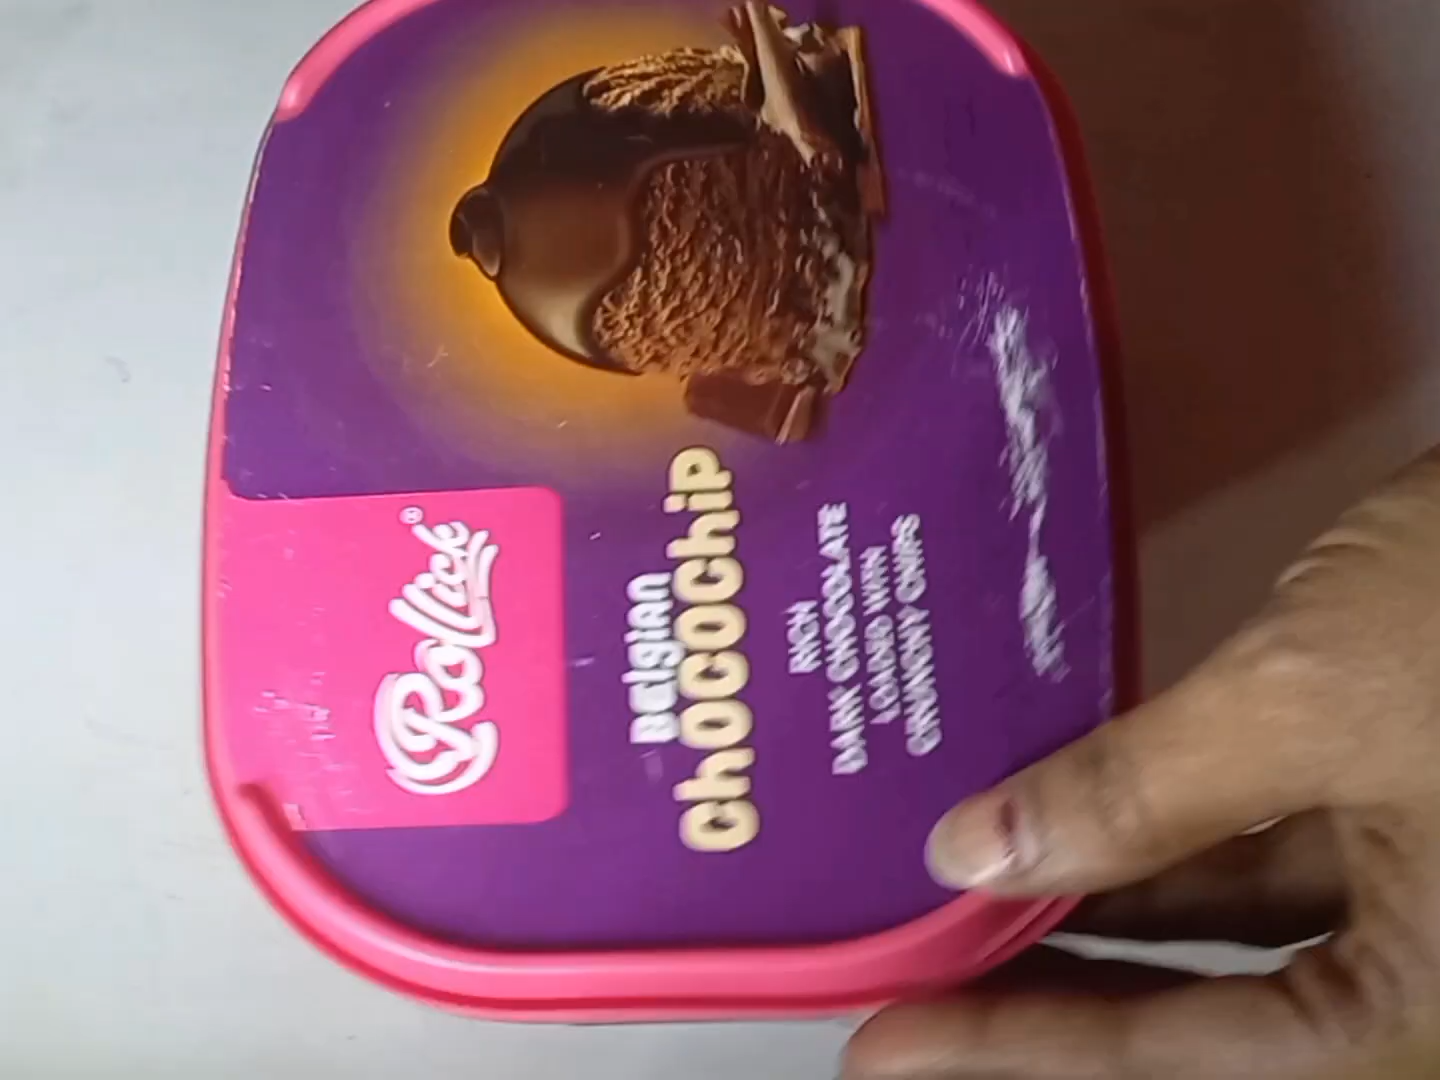 Rollick®
Belgian
ChocoChip
RICH
DARK CHOCOLATE
LOADED WITH
CRUNCHY CHIPS